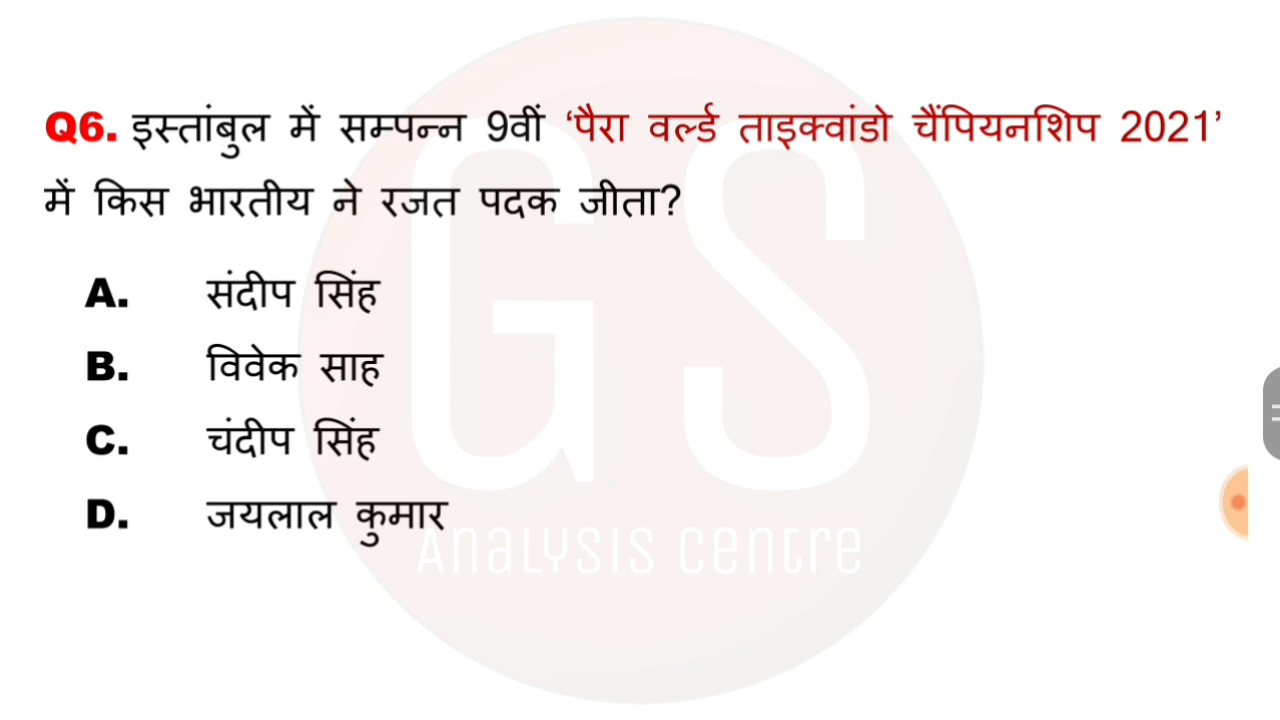 Q6. इस्तांबुल में सम्पन्न 9वीं ‘पैरा वर्ल्ड ताइक्वांडो चैंपियनशिप 2021’
में किस भारतीय ने रजत पदक जीता?
A. संदीप सिंह
B. विवेक साह
C. चंदीप सिंह
D. जयलाल कुमार
GS
Analysis Centre